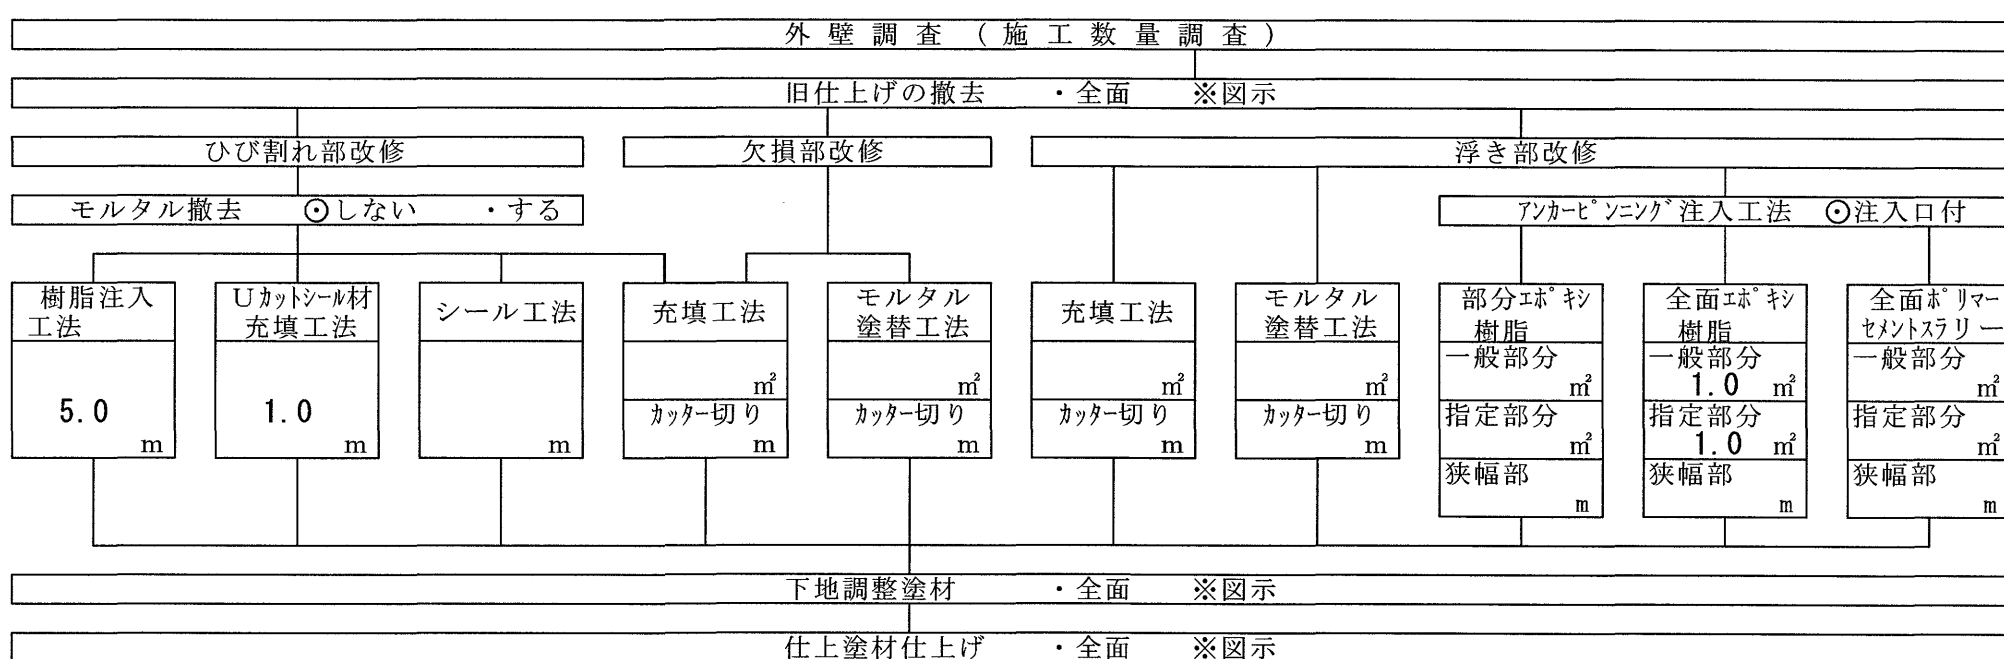 外壁調査(施工数量調査)
旧仕上げの撤去 ・全面 ※図示
ひび割れ部改修 欠損部改修 浮き部改修
モルタル撤去 ⊙しない ・する
アンカーピンニング注入工法 ⊙注入口付
樹脂注入
工法
5.0
m
Uカットシール材
充填工法
1.0
m
シール工法
m
充填工法
m²
カッター切り
m
モルタル
塗替工法
m²
カッター切り
m
充填工法
m²
カッター切り
m
モルタル
塗替工法
m²
カッター切り
m
部分エポキシ
樹脂
一般部分
m²
指定部分
m²
狭幅部
m
全面エポキシ
樹脂
一般部分
1.0 m²
指定部分
1.0 m²
狭幅部
m
全面ポリマー
セメントスラリー
一般部分
m²
指定部分
m²
狭幅部
m
下地調整塗材 ・全面 ※図示
仕上塗材仕上げ ・全面 ※図示